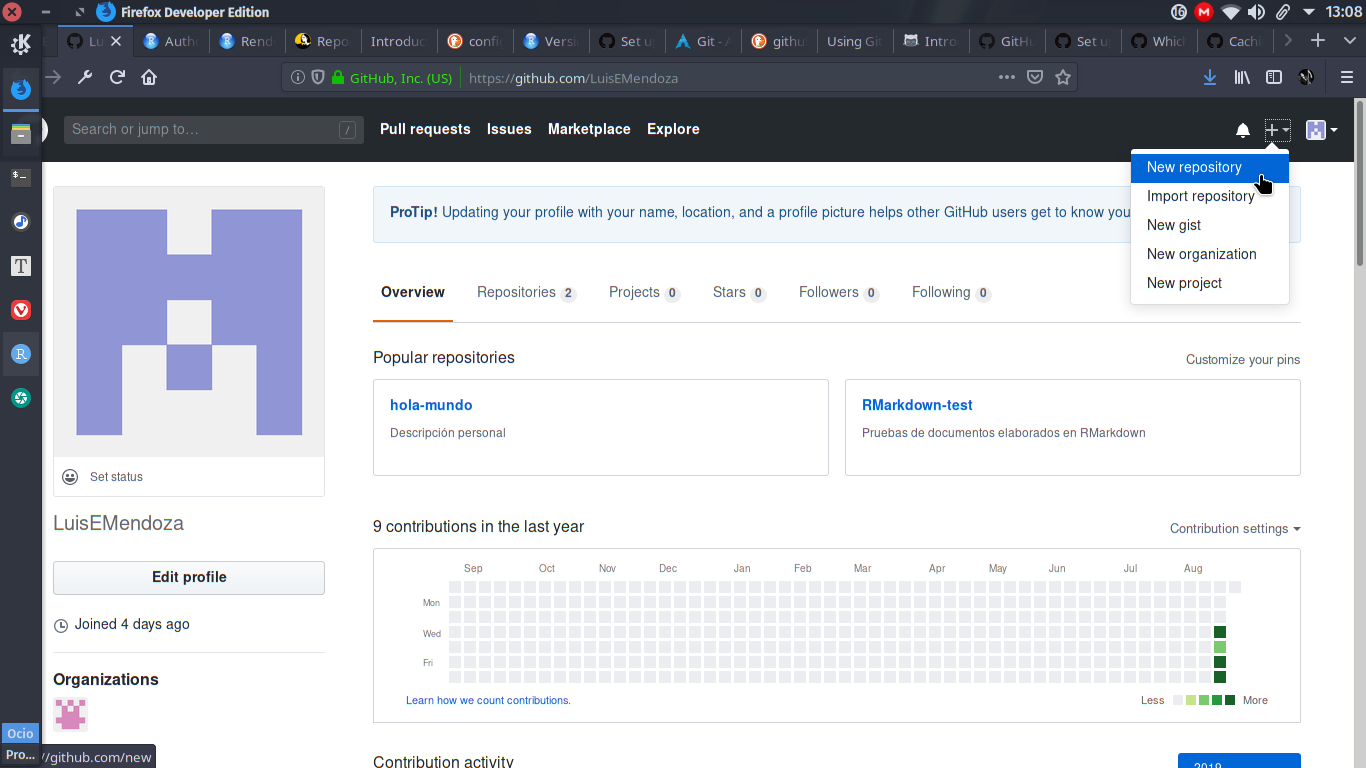 Firefox Developer Edition
16
M
13:08
Lu
Auth
Rend
Repo
Introduc
config
Versi
Set u
Git -
githu
Using Gi
Intro
GitH
Set u
Which
Cachi
GitHub, Inc. (US)
https://github.com/LuisEMendoza
Search or jump to…
/
Pull requests
Issues
Marketplace
Explore
New repository
Import repository
New gist
New organization
New project
ProTip! Updating your profile with your name, location, and a profile picture helps other GitHub users get to know you
Overview
Repositories 2
Projects 0
Stars 0
Followers 0
Following 0
Popular repositories
Customize your pins
hola-mundo
Descripción personal
RMarkdown-test
Pruebas de documentos elaborados en RMarkdown
Set status
LuisEMendoza
Edit profile
Joined 4 days ago
Organizations
9 contributions in the last year
Contribution settings
Sep Oct Nov Dec Jan Feb Mar Apr May Jun Jul Aug
Mon
Wed
Fri
Learn how we count contributions.
Less
More
Contribution activity
2019
Ocio
Pro...
//github.com/new